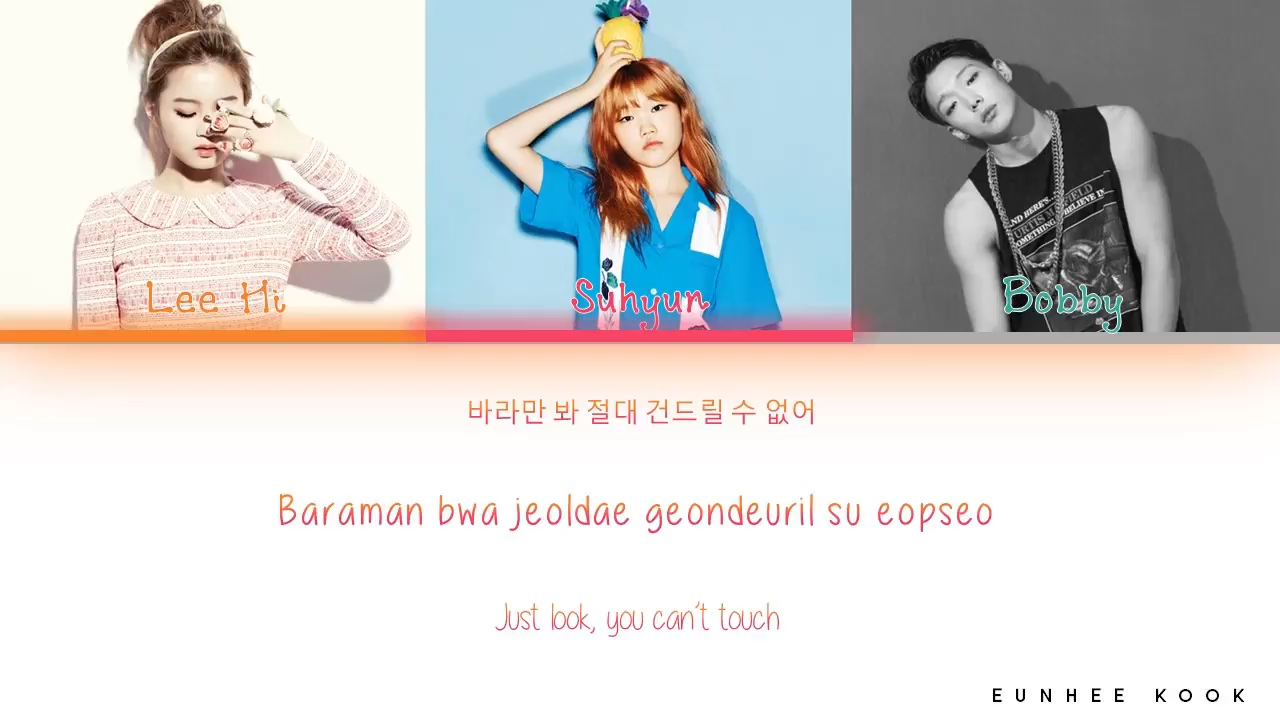 Lee Hi
Suhyun
Bobby
바라만 봐 절대 건드릴 수 없어
Baraman bwa jeoldae geondeuril su eopseo
Just look, you can't touch
EUNHEE KOOK